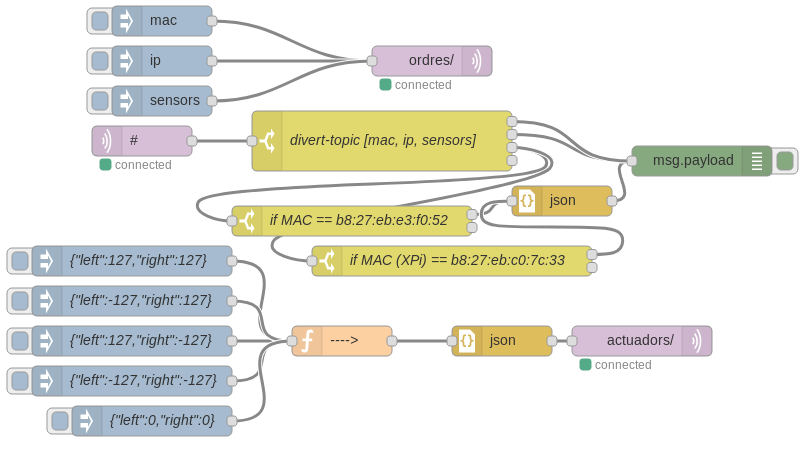 mac
ip
ordres/
connected
sensors
#
connected
divert-topic [mac, ip, sensors]
msg.payload
json
if MAC == b8:27:eb:e3:f0:52
if MAC (XPi) == b8:27:eb:c0:7c:33
{"left":127,"right":127}
{"left":-127,"right":127}
{"left":127,"right":-127}
---->
json
actuadors/
connected
{"left":-127,"right":-127}
{"left":0,"right":0}